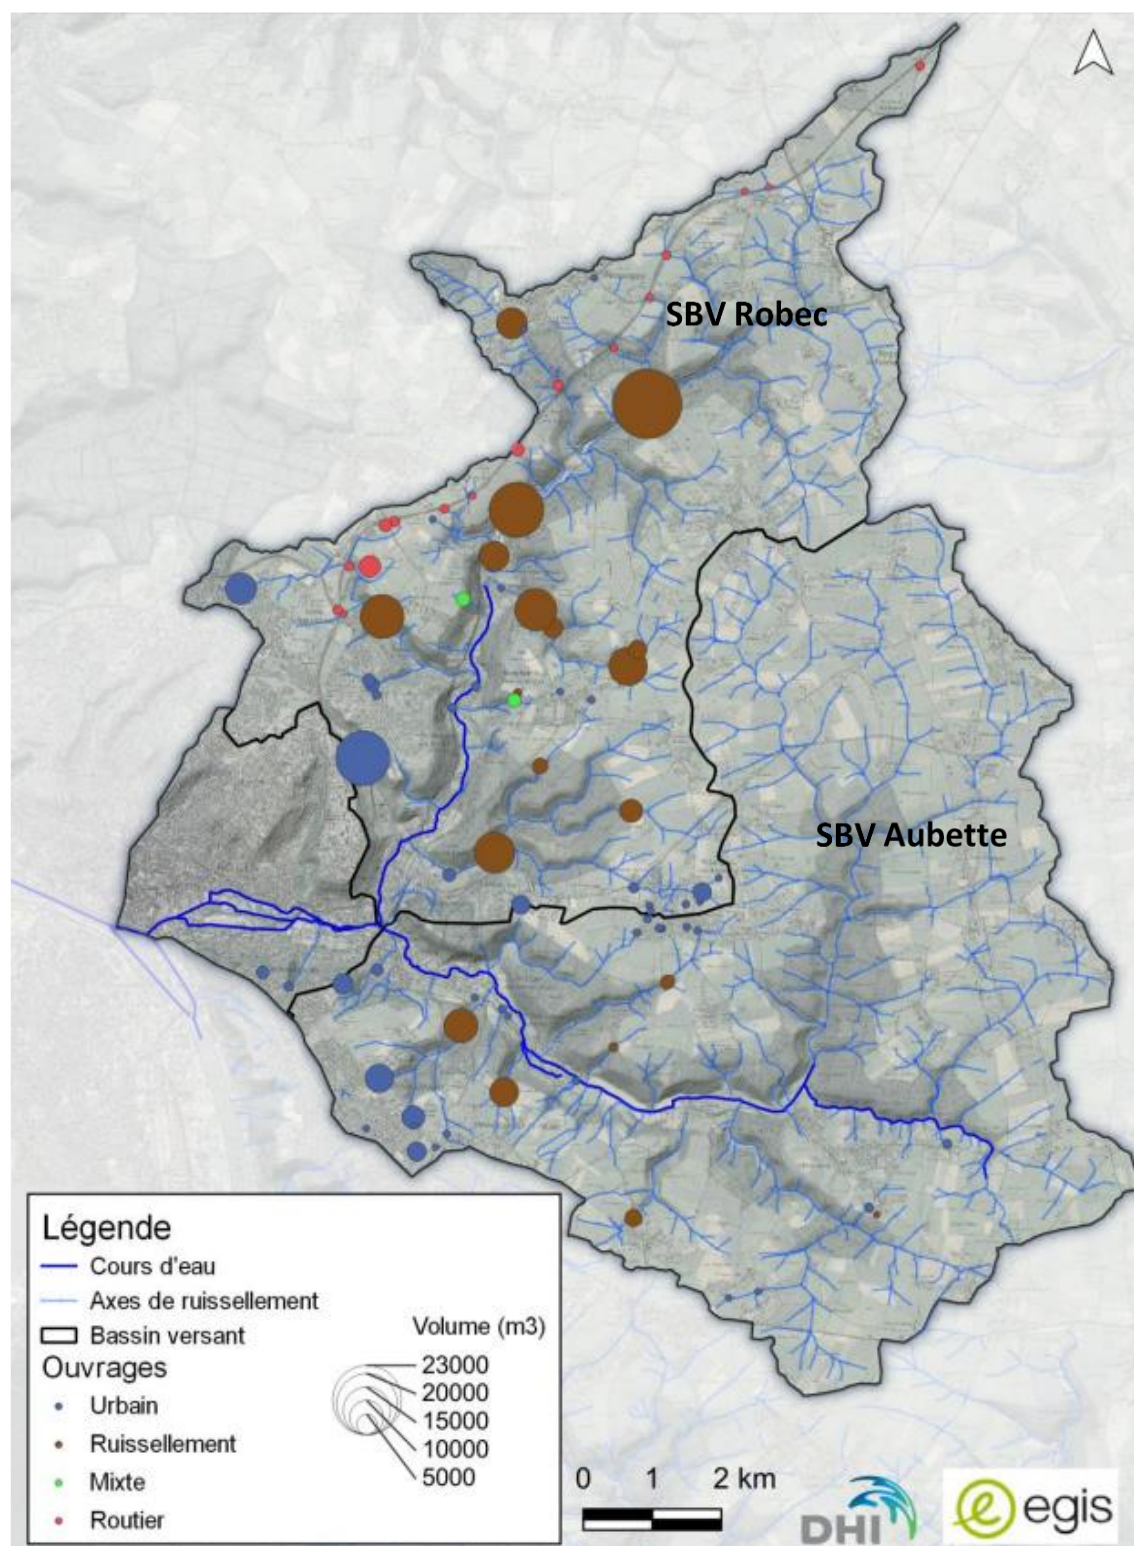 SBV Robec
SBV Aubette
Légende
Cours d'eau
Axes de ruissellement
Bassin versant
Ouvrages
Urbain
Ruissellement
Mixte
Routier
Volume (m3)
23000
20000
15000
10000
5000
0 1 2 km
DHI
egis